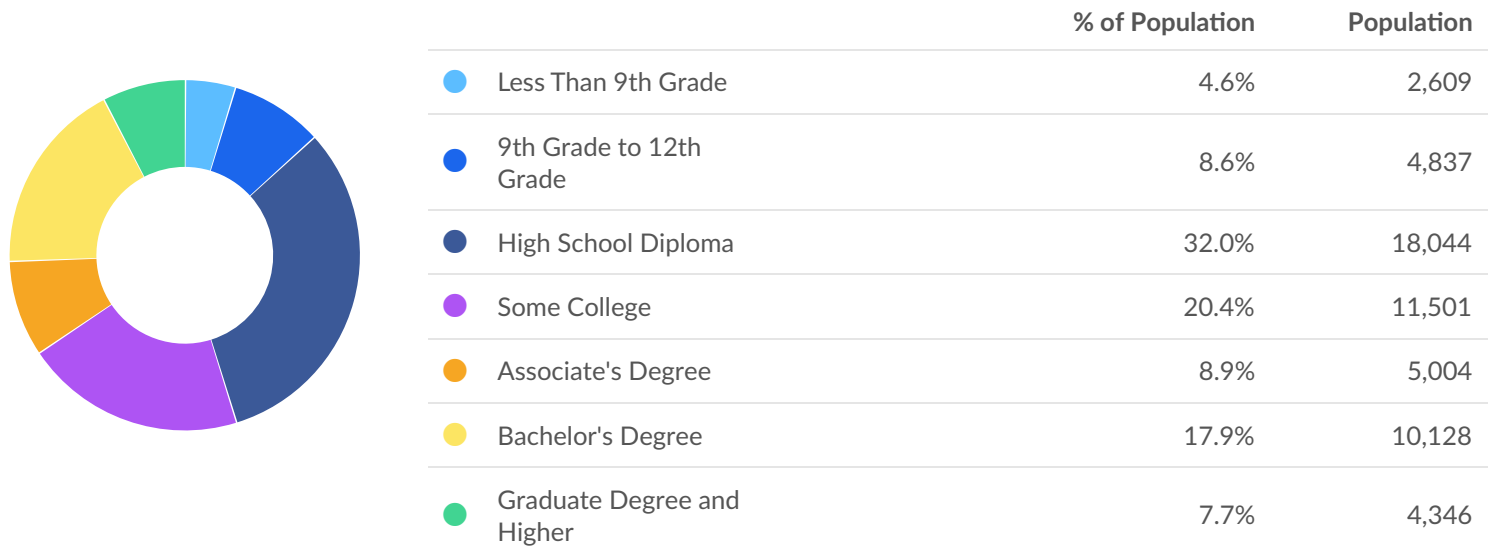 % of Population Population
Less Than 9th Grade 4.6% 2,609
9th Grade to 12th
Grade 8.6% 4,837
High School Diploma 32.0% 18,044
Some College 20.4% 11,501
Associate's Degree 8.9% 5,004
Bachelor's Degree 17.9% 10,128
Graduate Degree and
Higher 7.7% 4,346